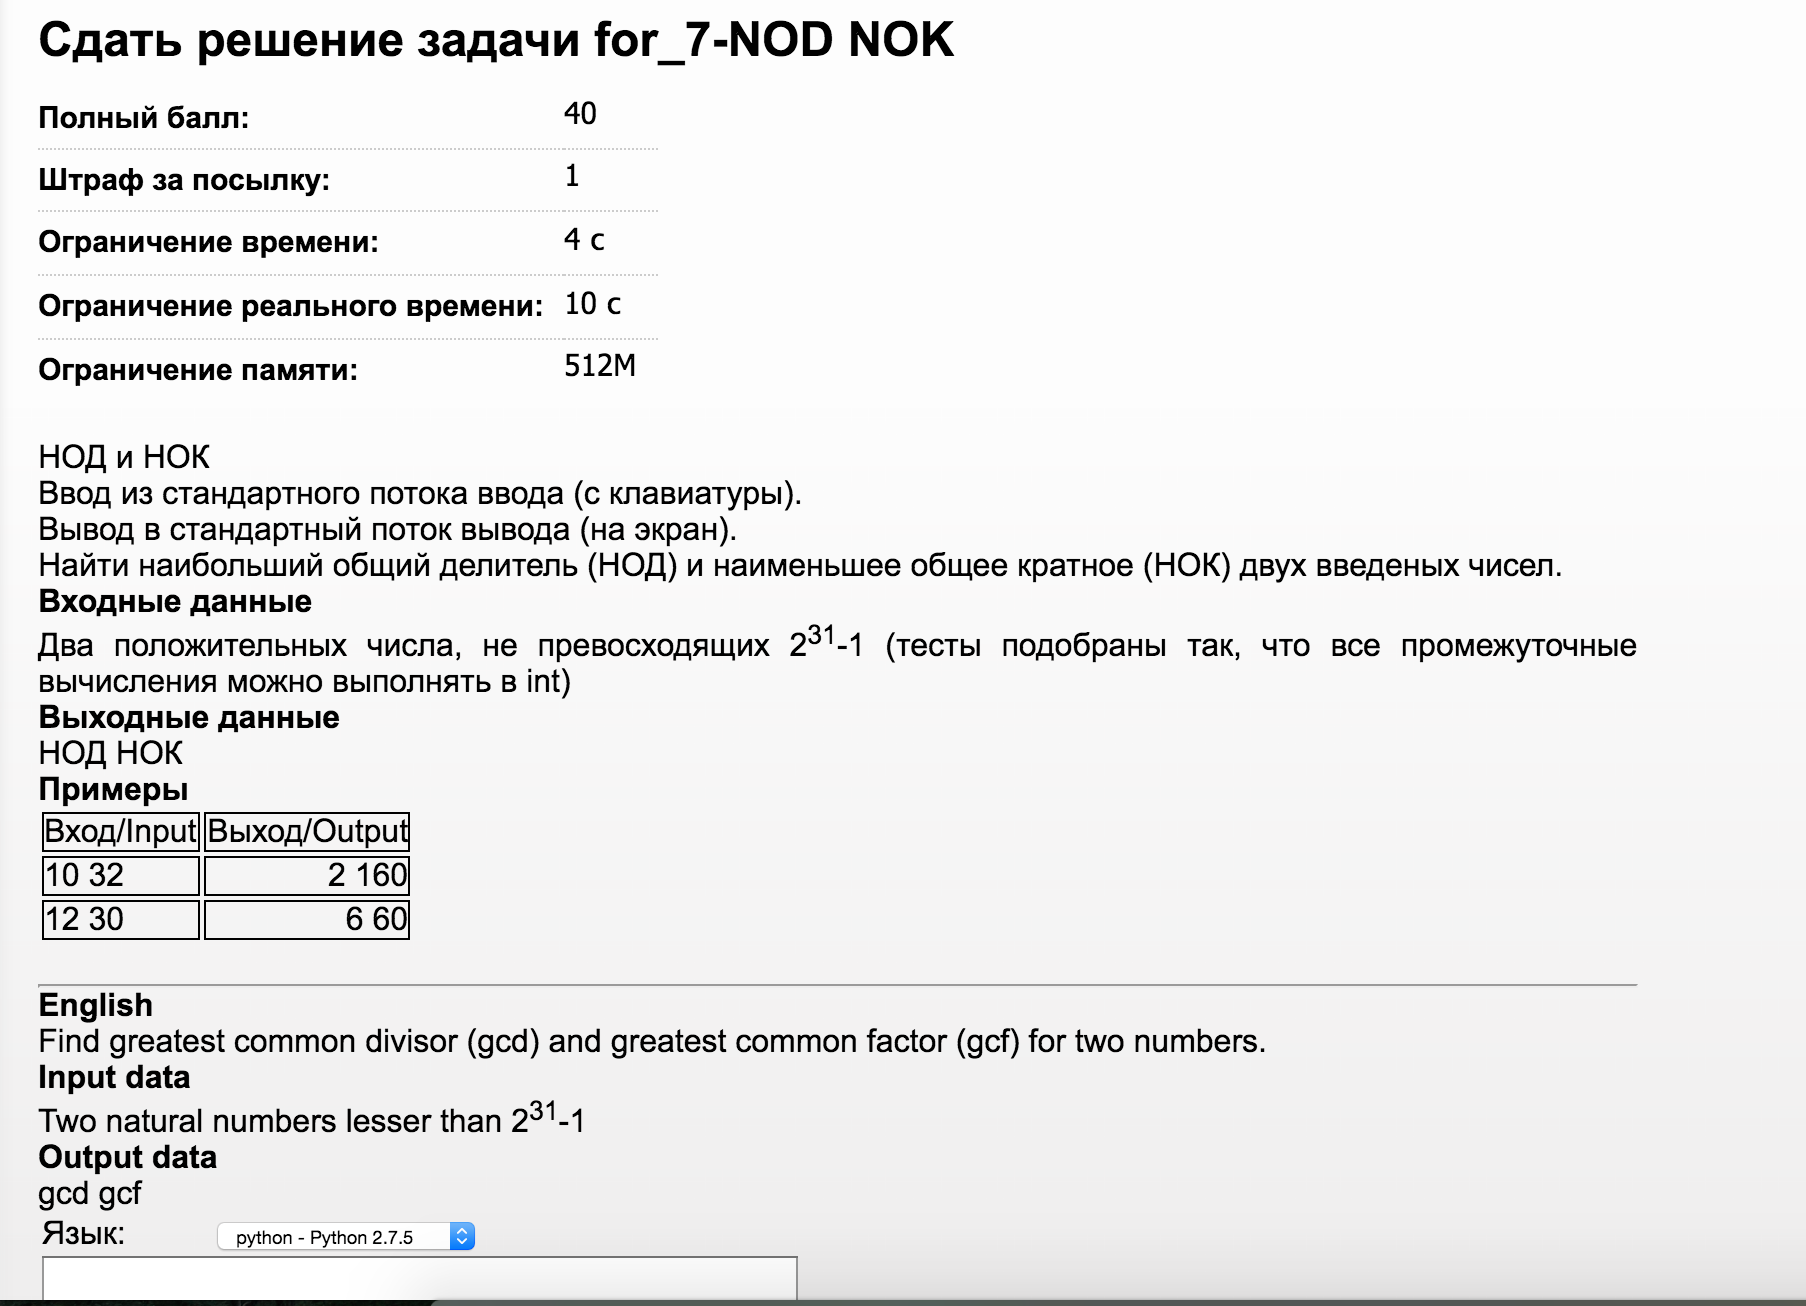 Сдать решение задачи for_7-NOD NOK
Полный балл: 40
Штраф за посылку: 1
Ограничение времени: 4 с
Ограничение реального времени: 10 с
Ограничение памяти: 512M
НОД и НОК
Ввод из стандартного потока ввода (с клавиатуры).
Вывод в стандартный поток вывода (на экран).
Найти наибольший общий делитель (НОД) и наименьшее общее кратное (НОК) двух введеных чисел.
Входные данные
Два положительных числа, не превосходящих 2^31-1 (тесты подобраны так, что все промежуточные
вычисления можно выполнять в int)
Выходные данные
НОД НОК
Примеры
Вход/Input Выход/Output
10 32 2 160
12 30 6 60
English
Find greatest common divisor (gcd) and greatest common factor (gcf) for two numbers.
Input data
Two natural numbers lesser than 2^31-1
Output data
gcd gcf
Язык: python - Python 2.7.5